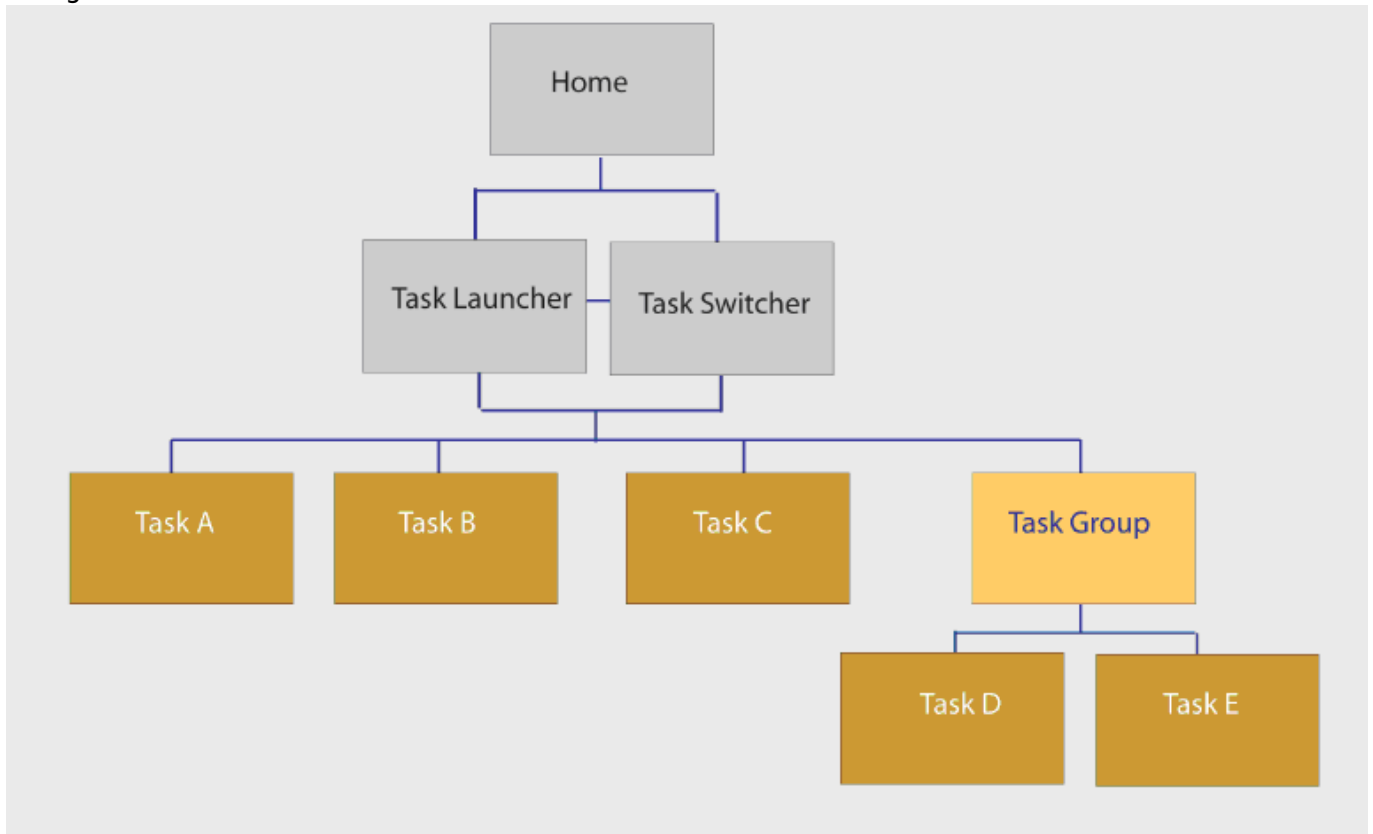 Home
Task Launcher
Task Switcher
Task A
Task B
Task C
Task Group
Task D
Task E